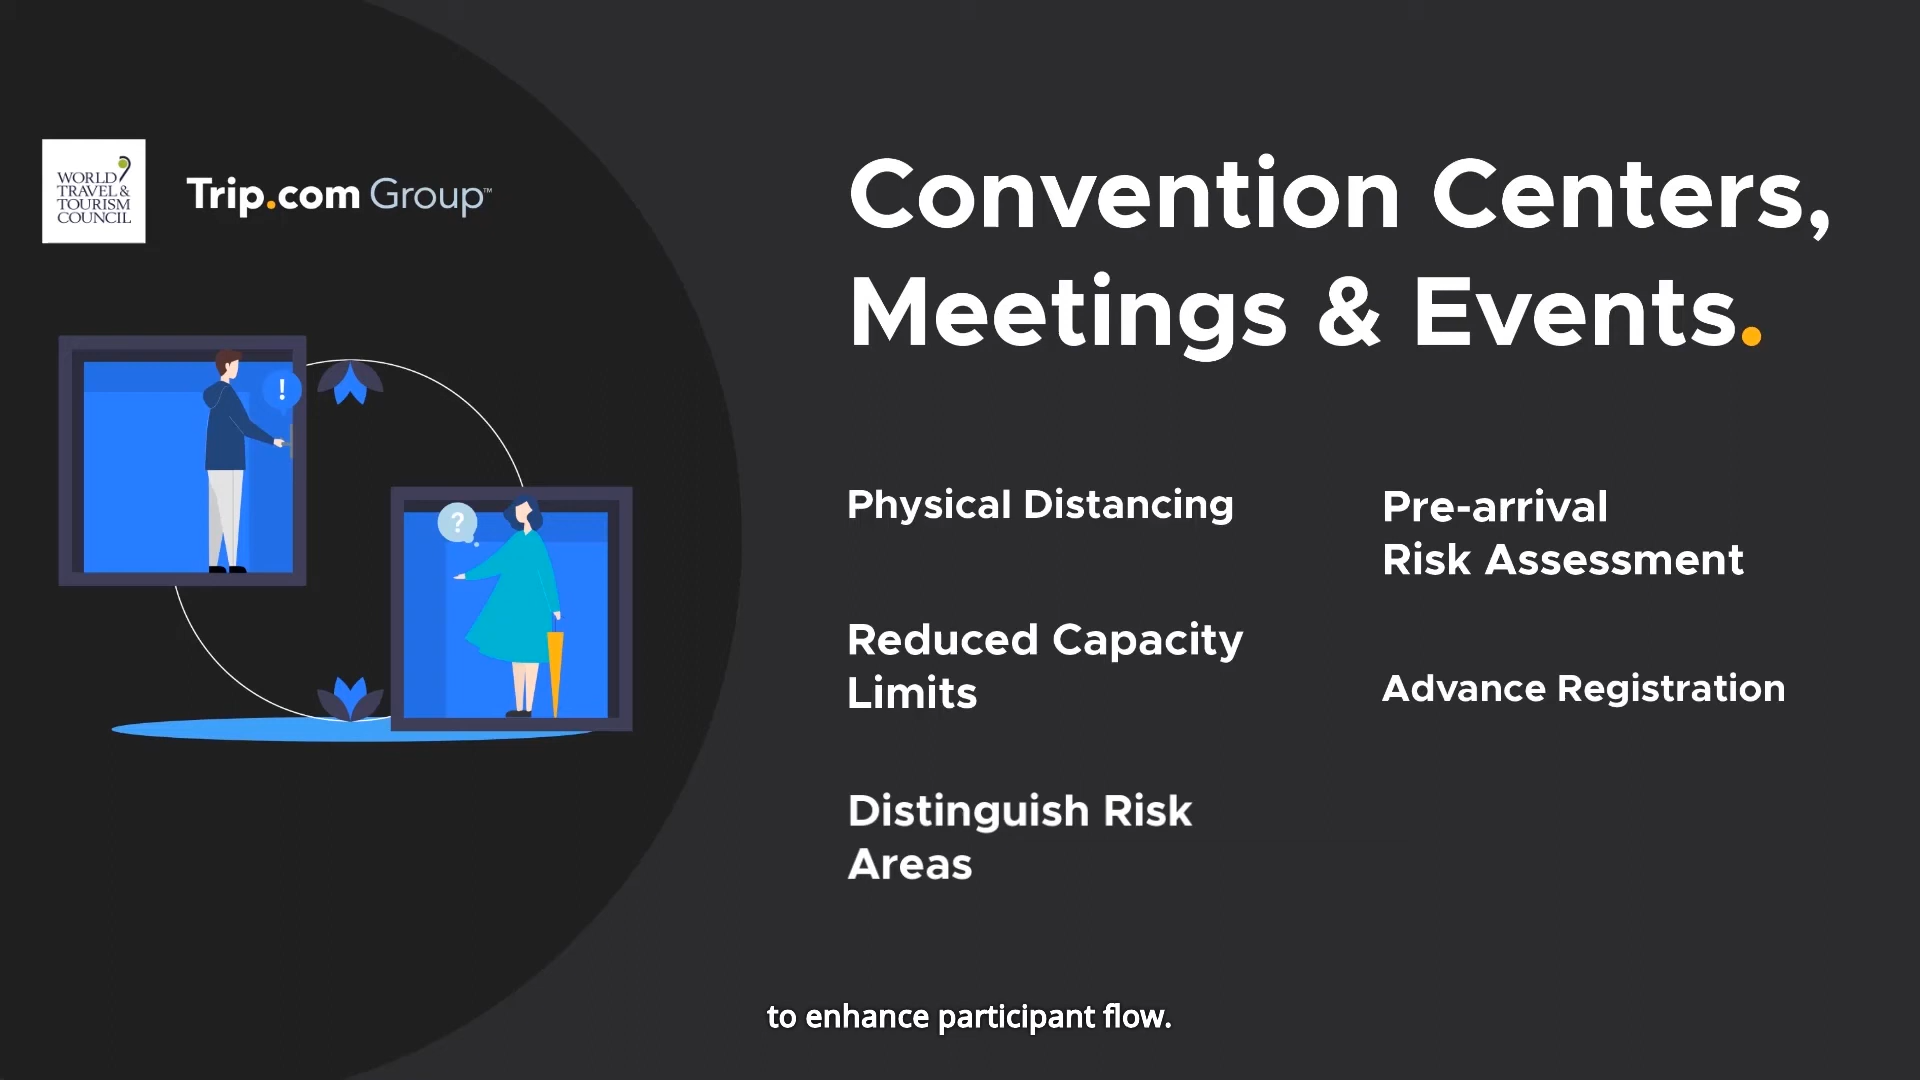 WORLD
TRAVEL &
TOURISM
COUNCIL
Trip.com Group™
Convention Centers,
Meetings & Events.
!
?
Physical Distancing
Reduced Capacity
Limits
Distinguish Risk
Areas
Pre-arrival
Risk Assessment
Advance Registration
to enhance participant flow.